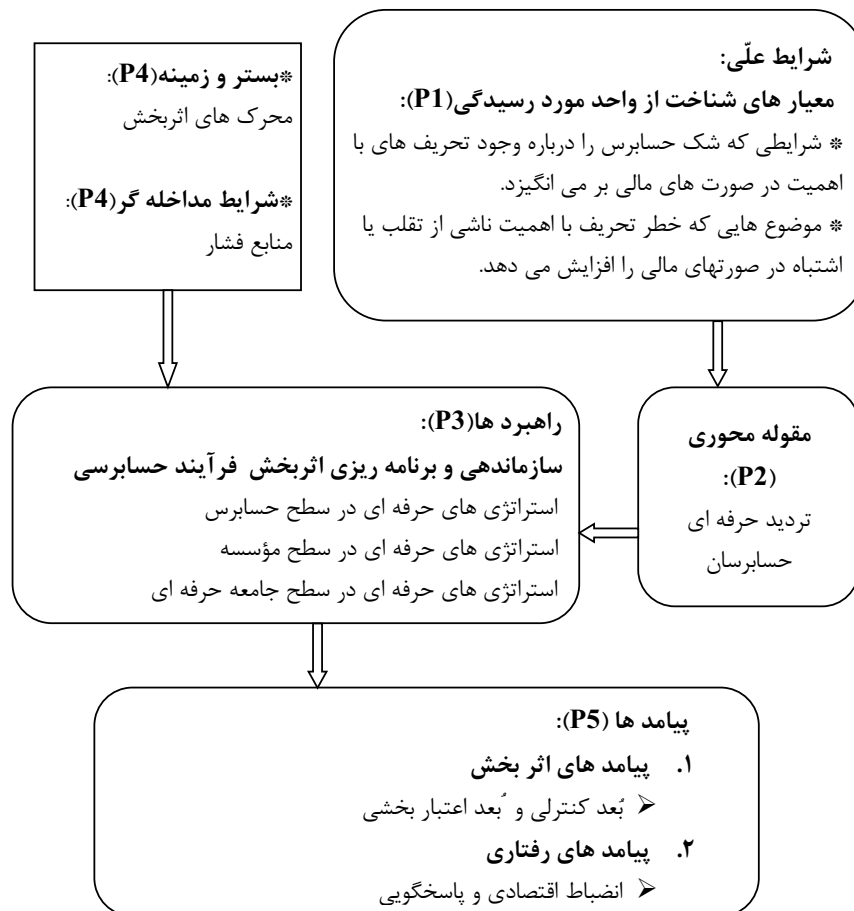 شرایط علّی:
معیار های شناخت از واحد مورد رسیدگی(P1):
* شرایطی که شک حسابرس را درباره وجود تحریف های با
اهمیت در صورت های مالی بر می انگیزد.
* موضوع هایی که خطر تحریف با اهمیت ناشی از تقلب یا
اشتباه در صورتهای مالی را افزایش می دهد.
*بستر و زمینه(P4):
محرک های اثربخش
*شرایط مداخله گر(P4):
منابع فشار
مقوله محوری
(P2):
تردید حرفه ای
حسابرسان
راهبرد ها(P3):
سازماندهی و برنامه ریزی اثربخش فرآیند حسابرسی
استراتژی های حرفه ای در سطح حسابرس
استراتژی های حرفه ای در سطح مؤسسه
استراتژی های حرفه ای در سطح جامعه حرفه ای
پیامد ها (P5):
۱. پیامد های اثر بخش
➢ بُعد کنترلی و بُعد اعتبار بخشی
۲. پیامد های رفتاری
➢ انضباط اقتصادی و پاسخگویی